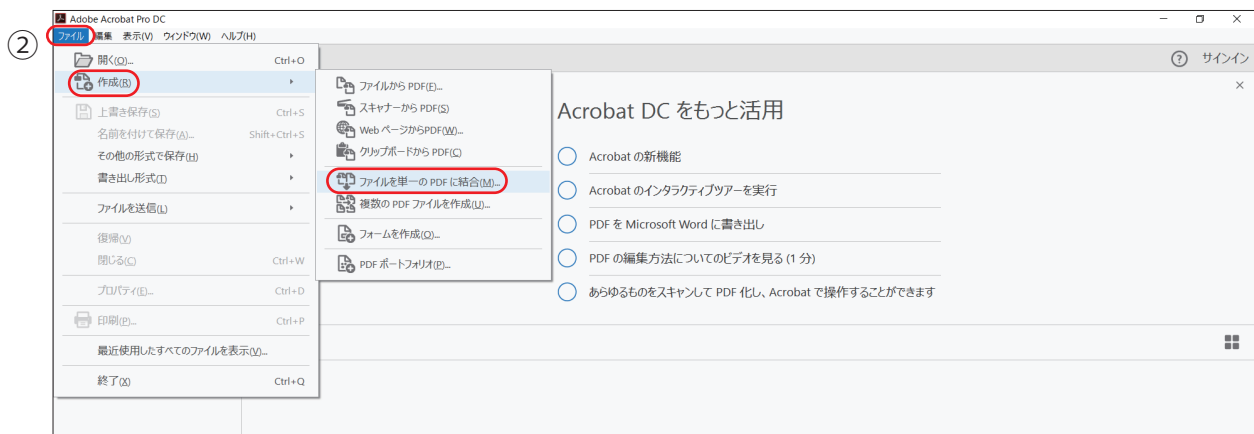 Adobe Acrobat Pro DC
②
ファイル 編集 表示(V) ウィンドウ(W) ヘルプ(H)
開く(O)... Ctrl+O
作成(R)
上書き保存(S) Ctrl+S
名前を付けて保存(A)... Shift+Ctrl+S
その他の形式で保存(H)
書き出し形式(T)
ファイルを送信(L)
復帰(V)
閉じる(C) Ctrl+W
プロパティ(E)... Ctrl+D
印刷(P)... Ctrl+P
最近使用したすべてのファイルを表示(V)...
終了(X) Ctrl+Q
ファイルから PDF(F)...
スキャナーから PDF(S)
Web ページからPDF(W)...
クリップボードから PDF(C)
ファイルを単一の PDF に結合(M)...
複数の PDF ファイルを作成(U)...
フォームを作成(O)...
PDF ポートフォリオ(P)...
? サインイン
Acrobat DC をもっと活用
Acrobat の新機能
Acrobat のインタラクティブツアーを実行
PDF を Microsoft Word に書き出し
PDF の編集方法についてのビデオを見る (1 分)
あらゆるものをスキャンして PDF 化し、Acrobat で操作することができます